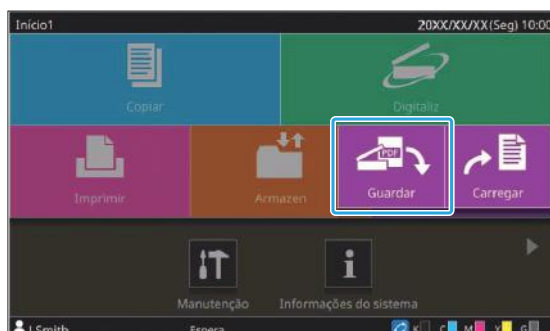 Início1 20XX/XX/XX(Seg) 10:00
Copiar Digitaliz
PDF
Imprimir Armazen Guardar Carregar
Manutenção Informações do sistema
J.Smith Espera K C M Y G